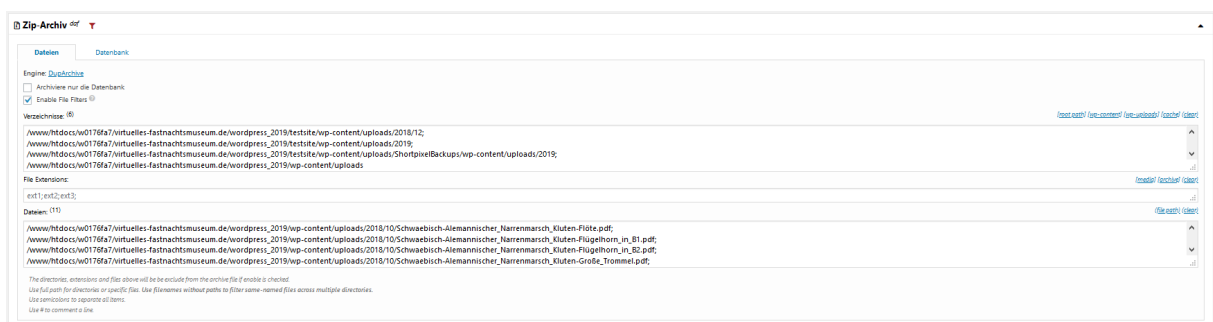 Zip-Archiv daf
Dateien Datenbank
Engine: DupArchive
Archiviere nur die Datenbank
Enable File Filters
Verzeichnisse: (6) [root path] [wp-content] [wp-uploads] [cache] (clear)
/www/htdocs/w0176fa7/virtuelles-fastnachtsmuseum.de/wordpress_2019/testsite/wp-content/uploads/2018/12;
/www/htdocs/w0176fa7/virtuelles-fastnachtsmuseum.de/wordpress_2019/testsite/wp-content/uploads/2019;
/www/htdocs/w0176fa7/virtuelles-fastnachtsmuseum.de/wordpress_2019/testsite/wp-content/uploads/ShortpixelBackups/wp-content/uploads/2019;
/www/htdocs/w0176fa7/virtuelles-fastnachtsmuseum.de/wordpress_2019/wp-content/uploads
File Extensions: [media] [archive] (clear)
ext1;ext2;ext3;
Dateien: (11) (file path) (clear)
/www/htdocs/w0176fa7/virtuelles-fastnachtsmuseum.de/wordpress_2019/wp-content/uploads/2018/10/Schwaebisch-Alemannischer_Narrenmarsch_Kluten-Flöte.pdf;
/www/htdocs/w0176fa7/virtuelles-fastnachtsmuseum.de/wordpress_2019/wp-content/uploads/2018/10/Schwaebisch-Alemannischer_Narrenmarsch_Kluten-Flügelhorn_in_B1.pdf;
/www/htdocs/w0176fa7/virtuelles-fastnachtsmuseum.de/wordpress_2019/wp-content/uploads/2018/10/Schwaebisch-Alemannischer_Narrenmarsch_Kluten-Flügelhorn_in_B2.pdf;
/www/htdocs/w0176fa7/virtuelles-fastnachtsmuseum.de/wordpress_2019/wp-content/uploads/2018/10/Schwaebisch-Alemannischer_Narrenmarsch_Kluten-Große_Trommel.pdf;
The directories, extensions and files above will be be exclude from the archive file if enable is checked.
Use full path for directories or specific files. Use filenames without paths to filter same-named files across multiple directories.
Use semicolons to separate all items.
Use # to comment a line.